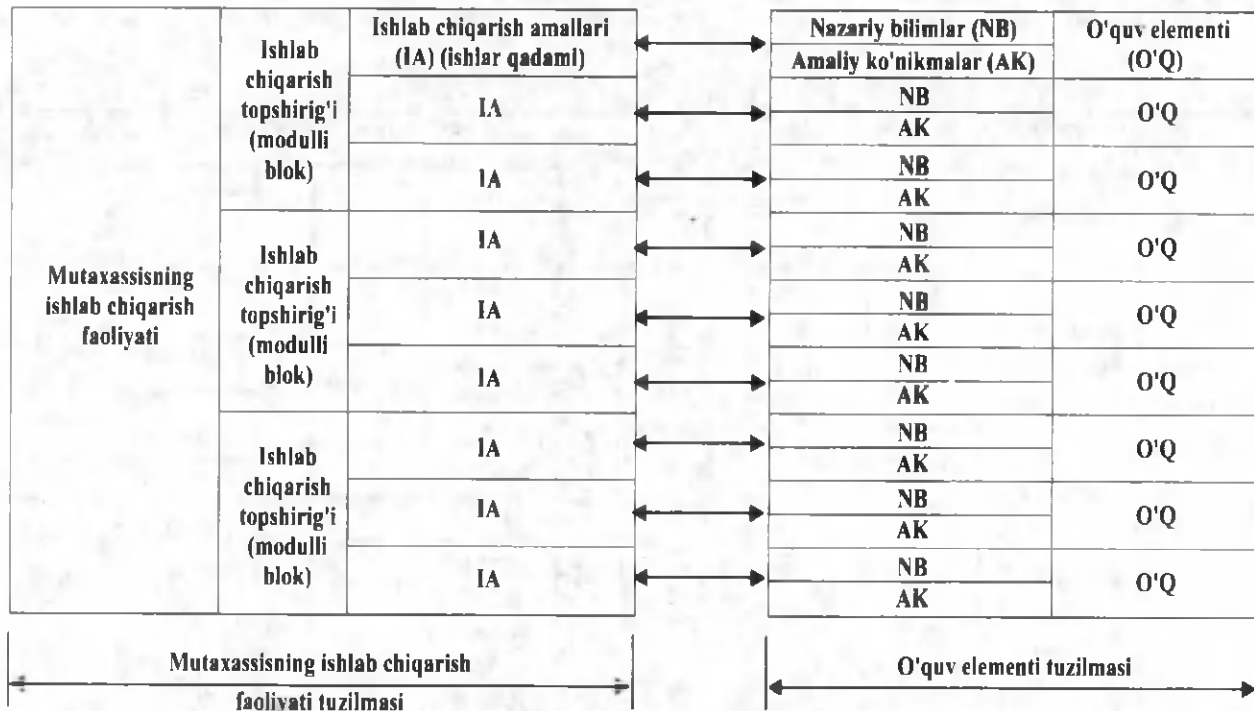 Mutaxassisning
ishlab chiqarish
faoliyati
Ishlab
chiqarish
topshirig'i
(modulli
blok)
Ishlab
chiqarish
topshirig'i
(modulli
blok)
Ishlab
chiqarish
topshirig'i
(modulli
blok)
Ishlab chiqarish amallari
(IA) (ishlar qadami)
IA
IA
IA
IA
IA
IA
IA
IA
Nazariy bilimlar (NB)
Amaliy ko'nikmalar (AK)
O'quv elementi
(O'Q)
NB
AK
O'Q
NB
AK
O'Q
NB
AK
O'Q
NB
AK
O'Q
NB
AK
O'Q
NB
AK
O'Q
NB
AK
O'Q
NB
AK
O'Q
Mutaxassisning ishlab chiqarish
faoliyati tuzilmasi
O'quv elementi tuzilmasi